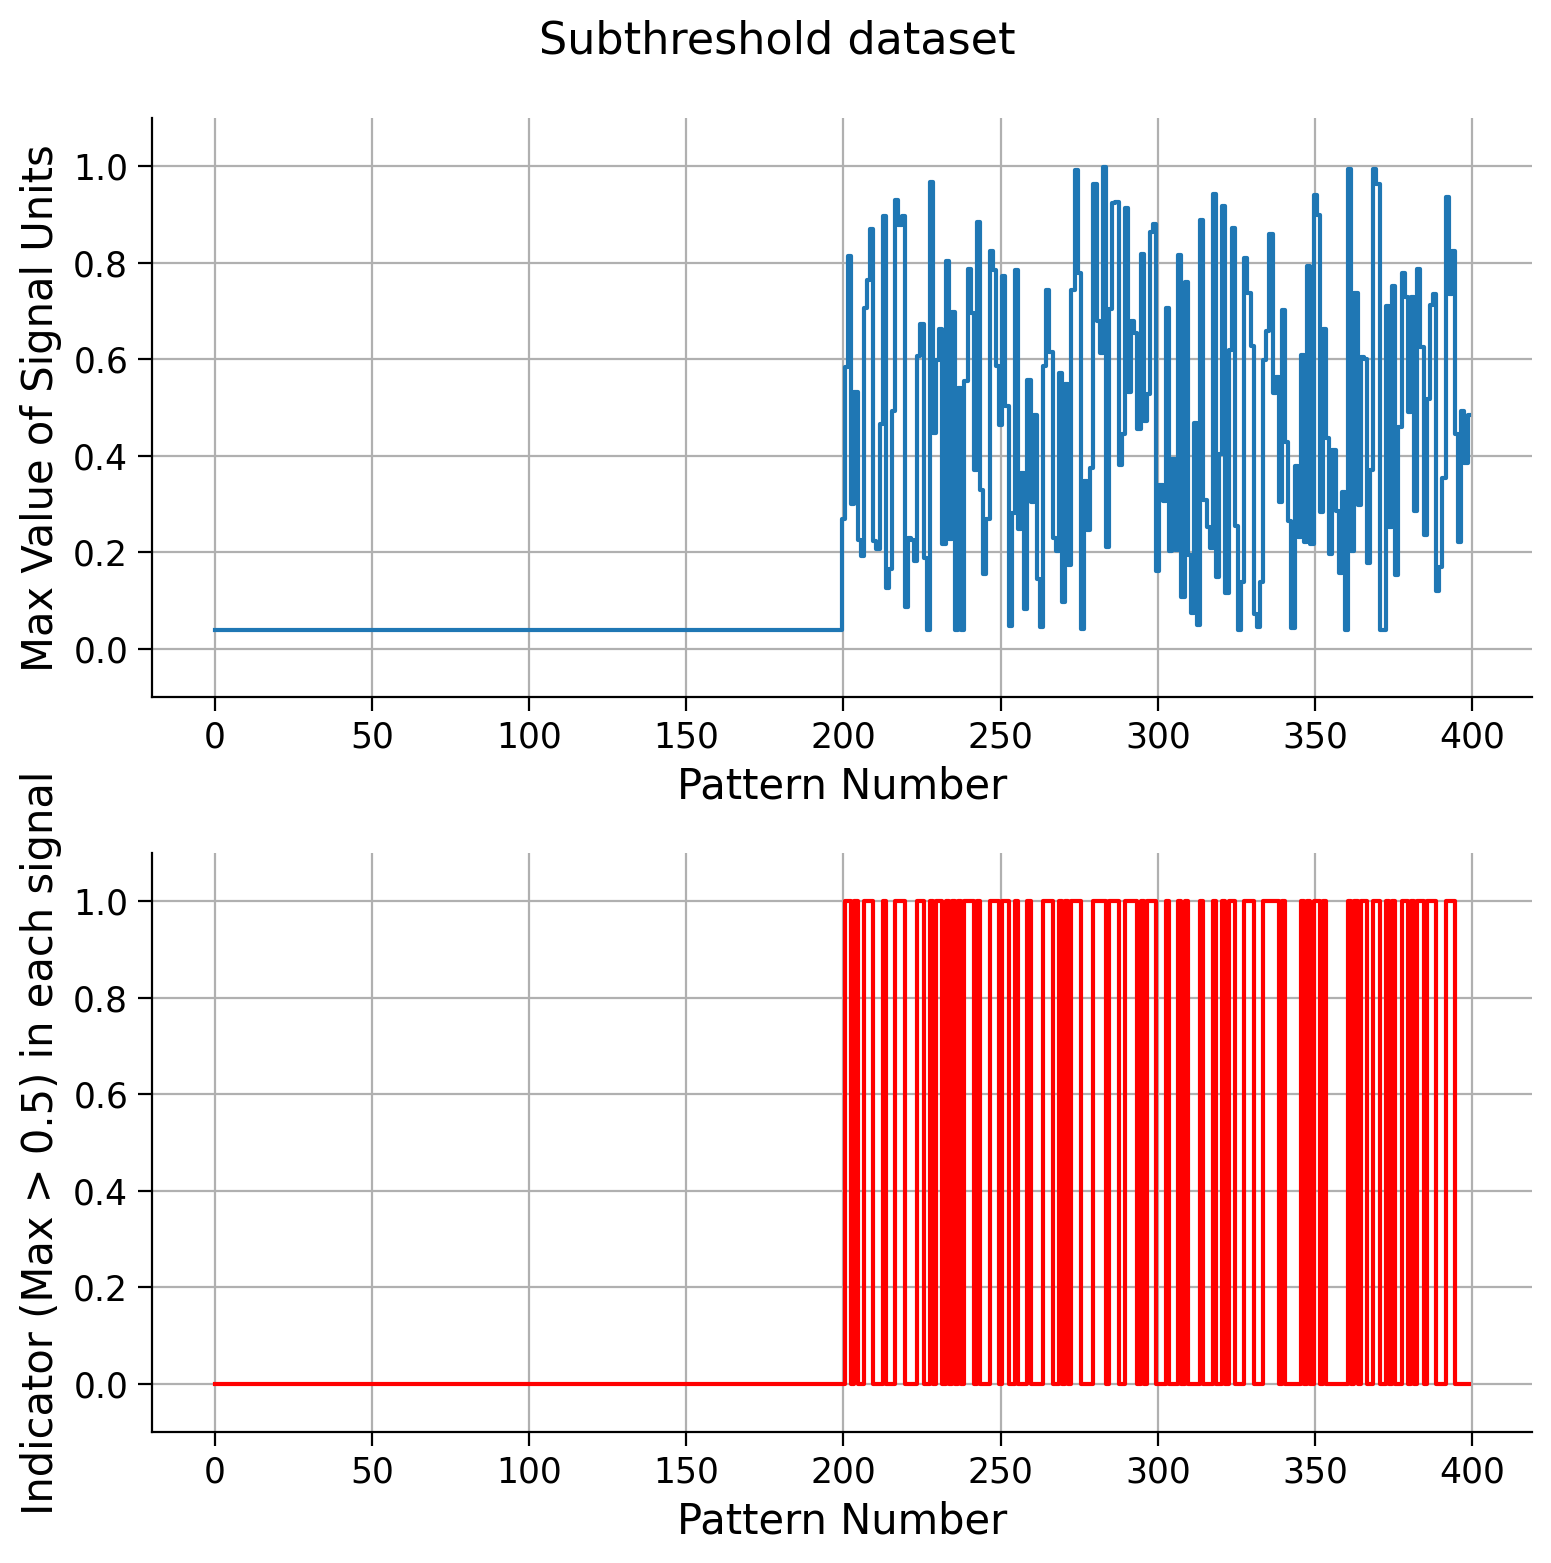 Subthreshold dataset
Max Value of Signal Units
1.0
0.8
0.6
0.4
0.2
0.0
0 50 100 150 200 250 300 350 400
Pattern Number
Indicator (Max > 0.5) in each signal
1.0
0.8
0.6
0.4
0.2
0.0
0 50 100 150 200 250 300 350 400
Pattern Number